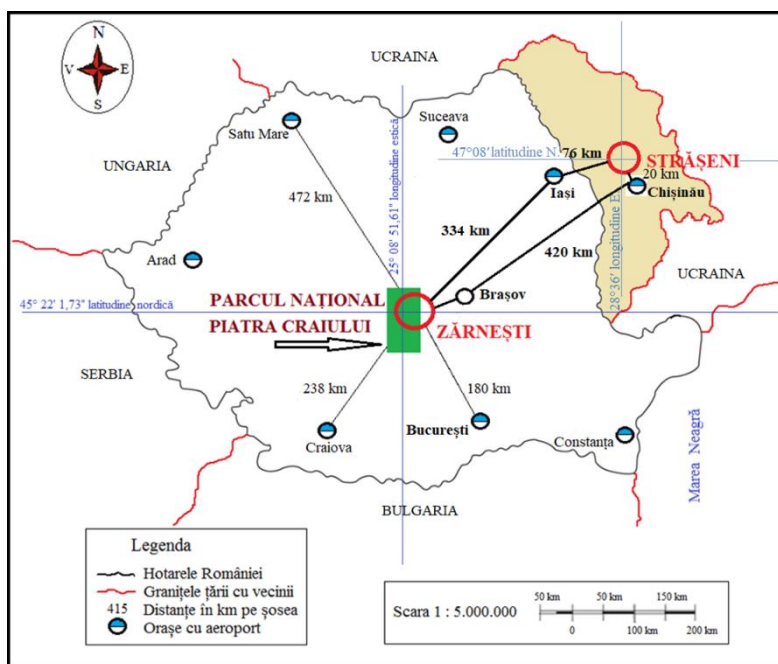 N
V E
S
UCRAINA
Suceava
Satu Mare
47°08′latitudine N.
76 km
STRĂȘENI
UNGARIA
25° 08′ 51,61" longitudine estică
20 km
Iași
Chișinău
472 km
334 km
28°36′ longitudine E
420 km
Arad
UCRAINA
45° 22′ 1,73" latitudine nordică
PARCUL NAȚIONAL
PIATRA CRAIULUI
Brașov
ZĂRNEȘTI
SERBIA
238 km
180 km
Craiova
București
Constanța
Marea Neagră
BULGARIA
Legenda
Hotarele României
Granițele țării cu vecinii
415 Distanțe în km pe șosea
Orașe cu aeroport
Scara 1 : 5.000.000
50 km 50 km 150 km
0 100 km 200 km